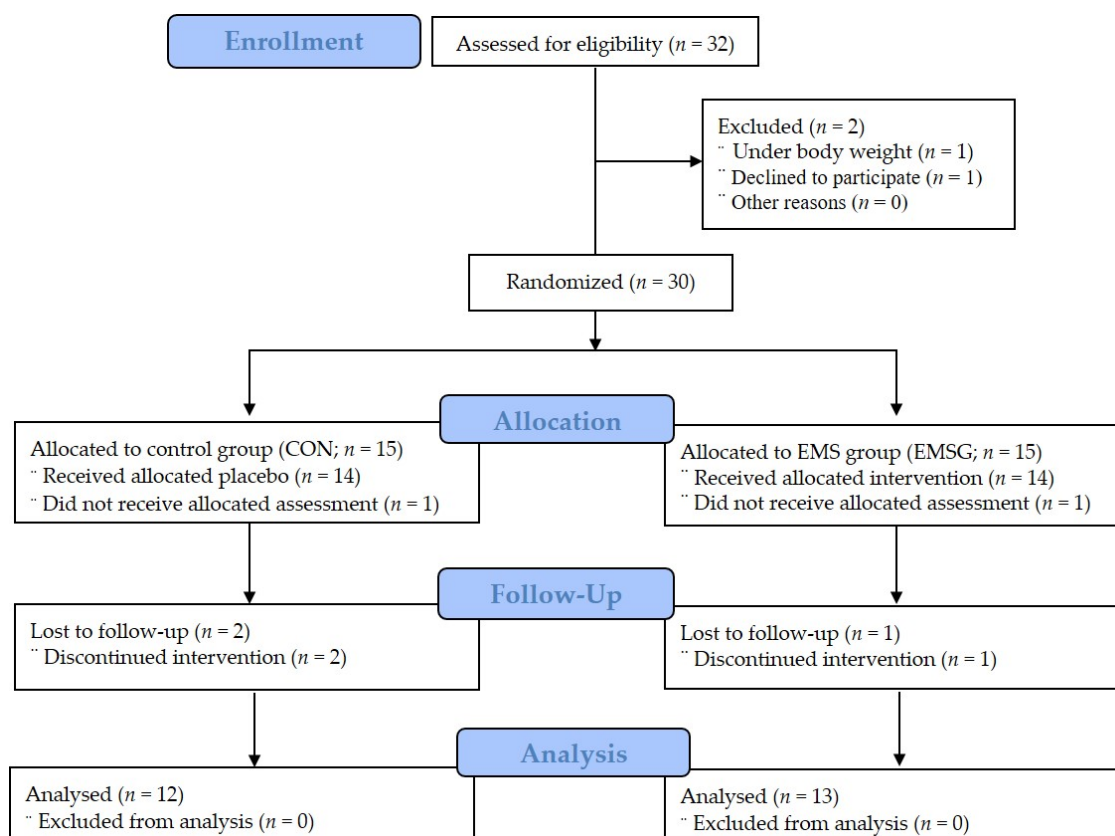 Enrollment
Assessed for eligibility (n = 32)
Excluded (n = 2)
¨ Under body weight (n = 1)
¨ Declined to participate (n = 1)
¨ Other reasons (n = 0)
Randomized (n = 30)
Allocation
Allocated to control group (CON; n = 15)
¨ Received allocated placebo (n = 14)
¨ Did not receive allocated assessment (n = 1)
Allocated to EMS group (EMSG; n = 15)
¨ Received allocated intervention (n = 14)
¨ Did not receive allocated assessment (n = 1)
Follow-Up
Lost to follow-up (n = 2)
¨ Discontinued intervention (n = 2)
Lost to follow-up (n = 1)
¨ Discontinued intervention (n = 1)
Analysis
Analysed (n = 12)
¨ Excluded from analysis (n = 0)
Analysed (n = 13)
¨ Excluded from analysis (n = 0)